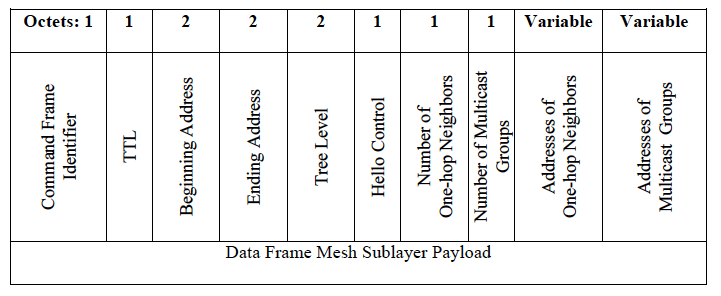 Octets: 1 1 2 2 2 1 1 1 Variable Variable
Command Frame
Identifier
TTL
Beginning Address
Ending Address
Tree Level
Hello Control
Number of
One-hop Neighbors
Number of Multicast
Groups
Addresses of
One-hop Neighbors
Addresses of
Multicast Groups
Data Frame Mesh Sublayer Payload